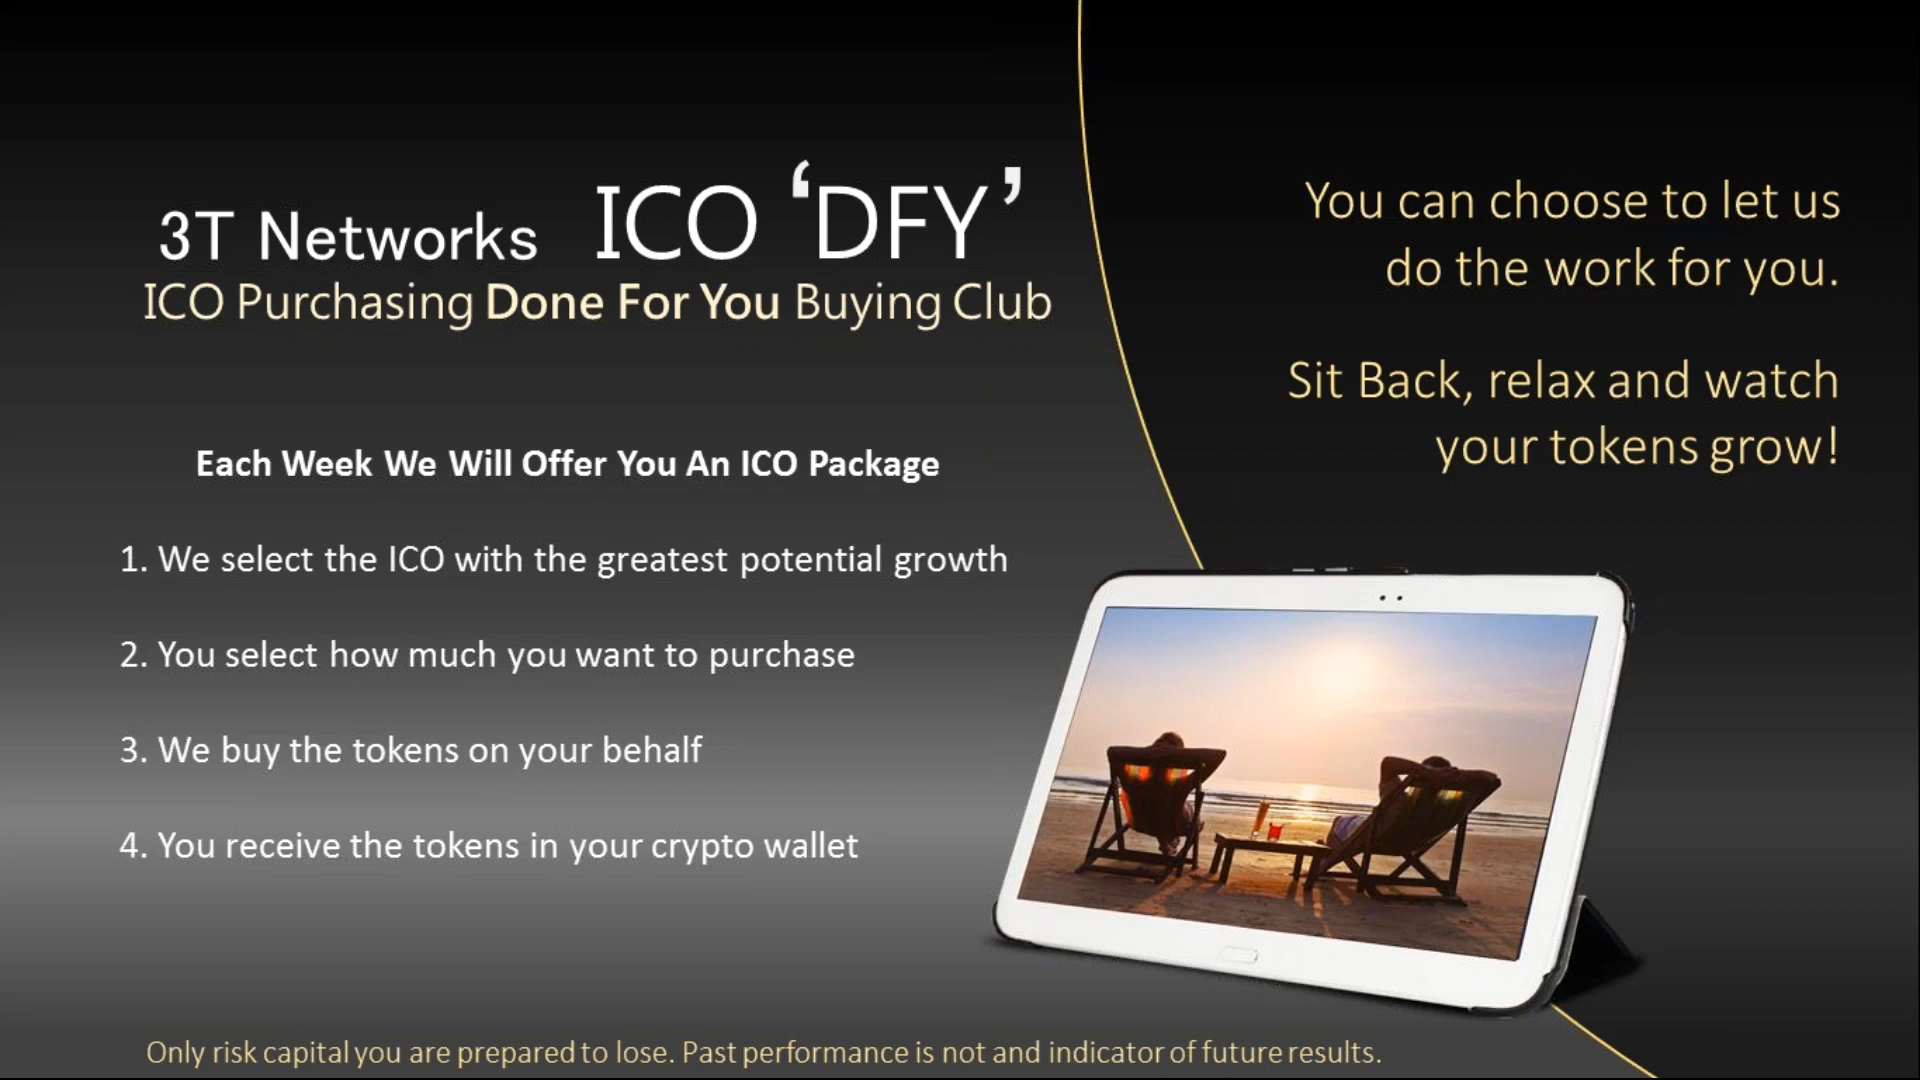 3T Networks ICO ‘DFY’
ICO Purchasing Done For You Buying Club
Each Week We Will Offer You An ICO Package
1. We select the ICO with the greatest potential growth
2. You select how much you want to purchase
3. We buy the tokens on your behalf
4. You receive the tokens in your crypto wallet
You can choose to let us
do the work for you.
Sit Back, relax and watch
your tokens grow!
Only risk capital you are prepared to lose. Past performance is not and indicator of future results.